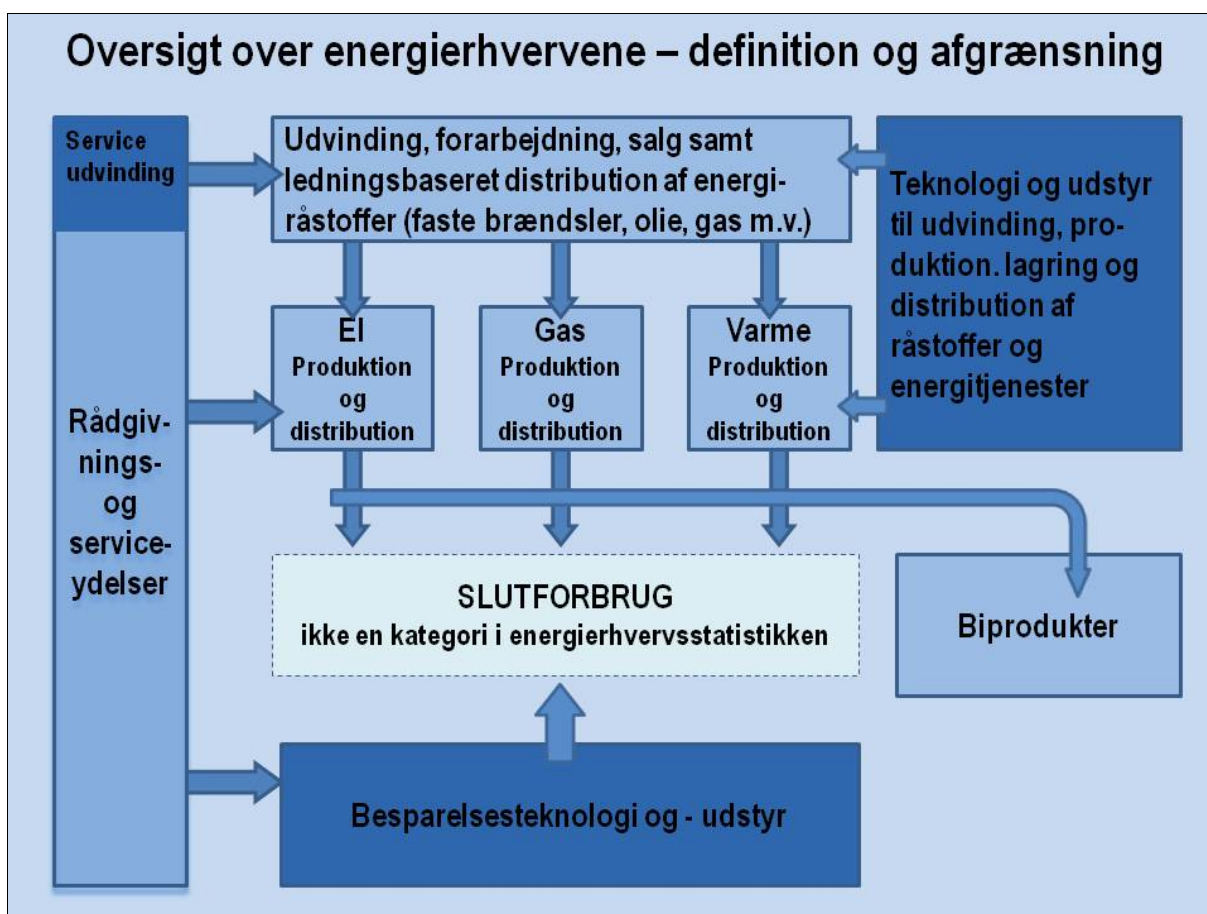 Oversigt over energierhvervene – definition og afgrænsning
Service
udvinding
Rådgiv-
nings-
og
service-
ydelser
Udvinding, forarbejdning, salg samt
ledningsbaseret distribution af energi-
råstoffer (faste brændsler, olie, gas m.v.)
El
Produktion
og
distribution
Gas
Produktion
og
distribution
Varme
Produktion
og
distribution
Teknologi og udstyr
til udvinding, pro-
duktion. lagring og
distribution af
råstoffer og
energitjenester
SLUTFORBRUG
ikke en kategori i energierhvervsstatistikken
Biprodukter
Besparelsesteknologi og - udstyr